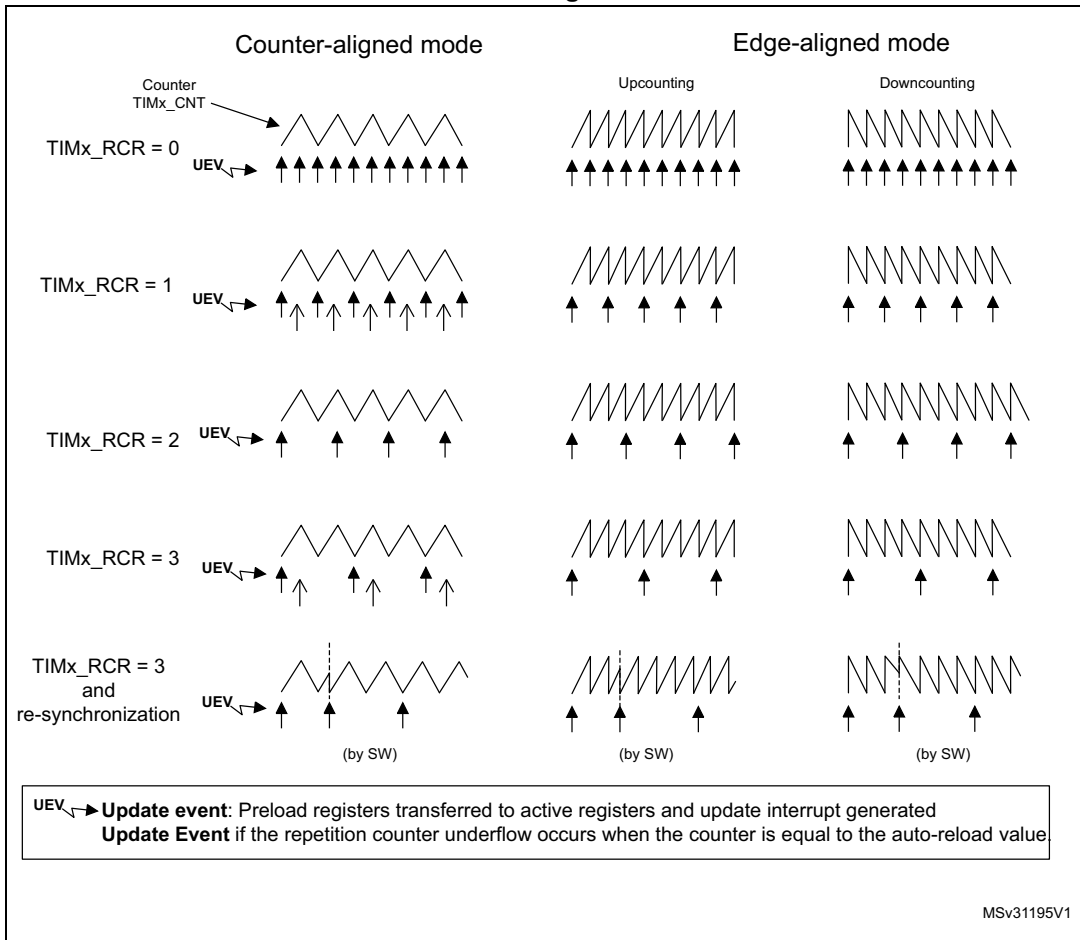 Counter-aligned mode
Edge-aligned mode
Counter
TIMx_CNT
Upcounting
Downcounting
TIMx_RCR = 0
UEV
TIMx_RCR = 1
UEV
TIMx_RCR = 2
UEV
TIMx_RCR = 3
UEV
TIMx_RCR = 3
and
re-synchronization
UEV
(by SW)
(by SW)
(by SW)
UEV Update event: Preload registers transferred to active registers and update interrupt generated
Update Event if the repetition counter underflow occurs when the counter is equal to the auto-reload value.
MSv31195V1